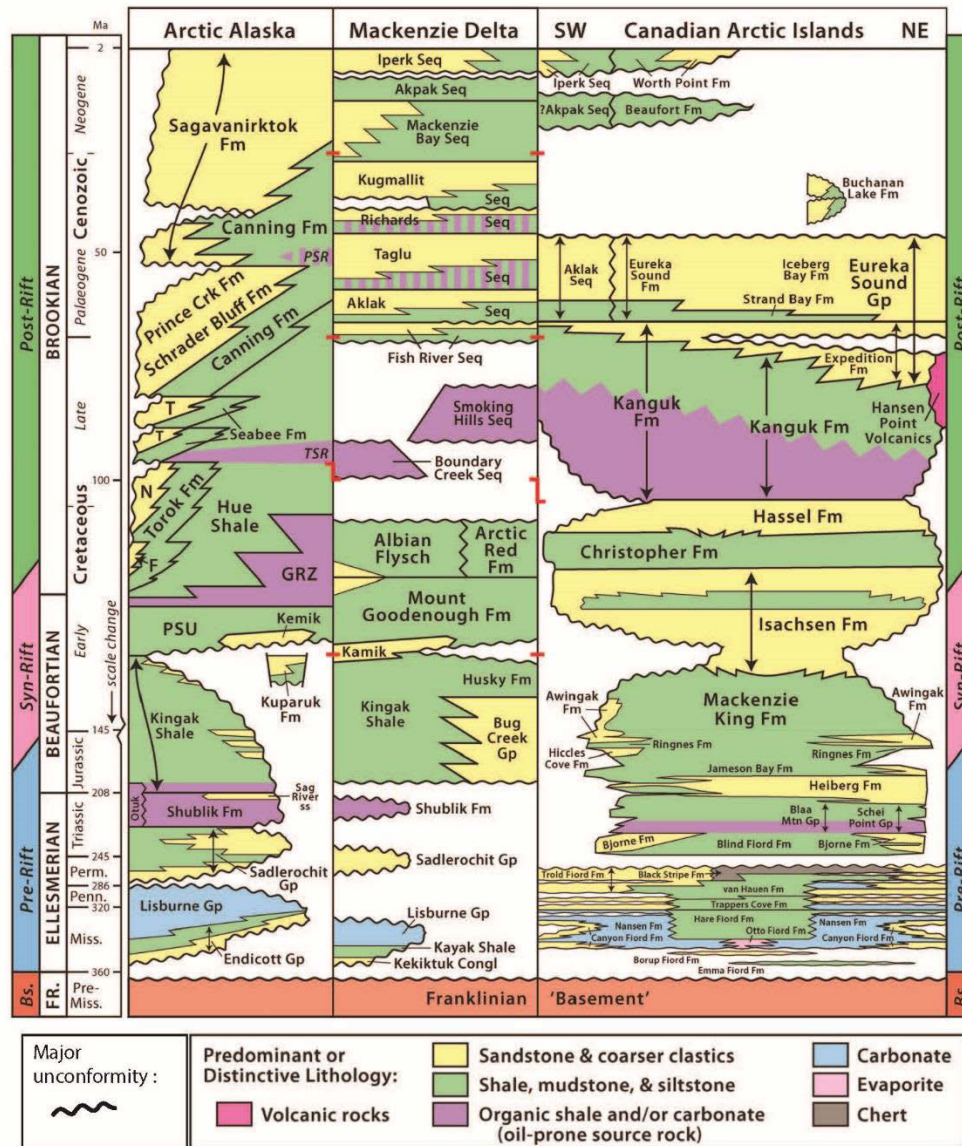 Ma
Arctic Alaska
Mackenzie Delta
SW Canadian Arctic Islands NE
Post-Rift
Syn-Rift
Pre-Rift
Bs.
BROOKIAN
BEAUFORTIAN
ELLESMERIAN
FR.
Cenozoic
Neogene
Palaeogene
Cretaceous
Late
Early
scale change
Jurassic
Triassic
Perm.
Penn.
Miss.
Pre-
Miss.
2
50
100
145
208
245
286
320
360
Sagavanirktok
Fm
Canning Fm
PSR
Prince Crk Fm
Schrader Bluff Fm
Canning Fm
T
T
Seabee Fm
TSR
N
Torok Fm
F
Hue
Shale
GRZ
PSU
Kemik
Kuparuk
Fm
Kingak
Shale
Otuk
Shublik Fm
Sag
River
ss
Sadlerochit
Gp
Lisburne Gp
Endicott Gp
Iperk Seq
Akpak Seq
Mackenzie
Bay Seq
Kugmallit
Seq
Richards
Seq
Taglu
Seq
Aklak
Seq
Fish River Seq
Smoking
Hills Seq
Boundary
Creek Seq
Albian
Flysch
Arctic
Red
Fm
Mount
Goodenough Fm
Kamik
Husky Fm
Kingak
Shale
Bug
Creek
Gp
Shublik Fm
Sadlerochit Gp
Lisburne Gp
Kayak Shale
Kekiktuk Congl
Iperk Seq
Worth Point Fm
?Akpak Seq
Beaufort Fm
Buchanan
Lake Fm
Aklak
Seq
Eureka
Sound
Fm
Iceberg
Bay Fm
Eureka
Sound
Gp
Strand Bay Fm
Expedition
Fm
Kanguk
Fm
Kanguk Fm
Hansen
Point
Volcanics
Hassel Fm
Christopher Fm
Isachsen Fm
Mackenzie
King Fm
Awingak
Fm
Awingak
Fm
Ringnes Fm
Ringnes Fm
Hiccles
Cove Fm
Jameson Bay Fm
Heiberg Fm
Blaa
Mtn Gp
Schei
Point Gp
Bjorne Fm
Blind Fiord Fm
Bjorne Fm
Trold Fiord Fm
Black Stripe Fm
van Hauen Fm
Trappers Cove Fm
Hare Fiord Fm
Nansen Fm
Nansen Fm
Otto Fiord Fm
Canyon Fiord Fm
Canyon Fiord Fm
Borup Fiord Fm
Emma Fiord Fm
Franklinian 'Basement'
Post-Rift
Syn-Rift
Pre-Rift
Bs.
Major
unconformity :
Predominant or
Distinctive Lithology:
Volcanic rocks
Sandstone & coarser clastics
Shale, mudstone, & siltstone
Organic shale and/or carbonate
(oil-prone source rock)
Carbonate
Evaporite
Chert